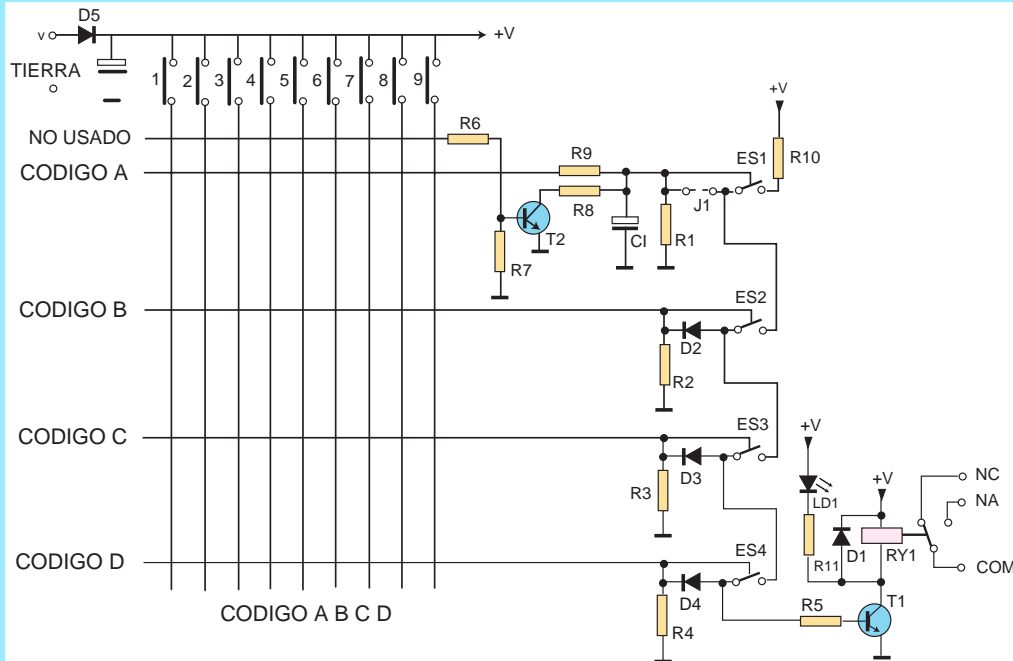 D5
v
+V
TIERRA
1 2 3 4 5 6 7 8 9
+V
NO USADO
R6
R10
CODIGO A
R9
ES1
R8
J1
T2
CI
R1
R7
CODIGO B
ES2
D2
R2
CODIGO C
ES3
+V
D3
R3
+V
NC
LD1
NA
CODIGO D
ES4
R11
D1
RY1
COM
D4
R5
T1
CODIGO A B C D
R4